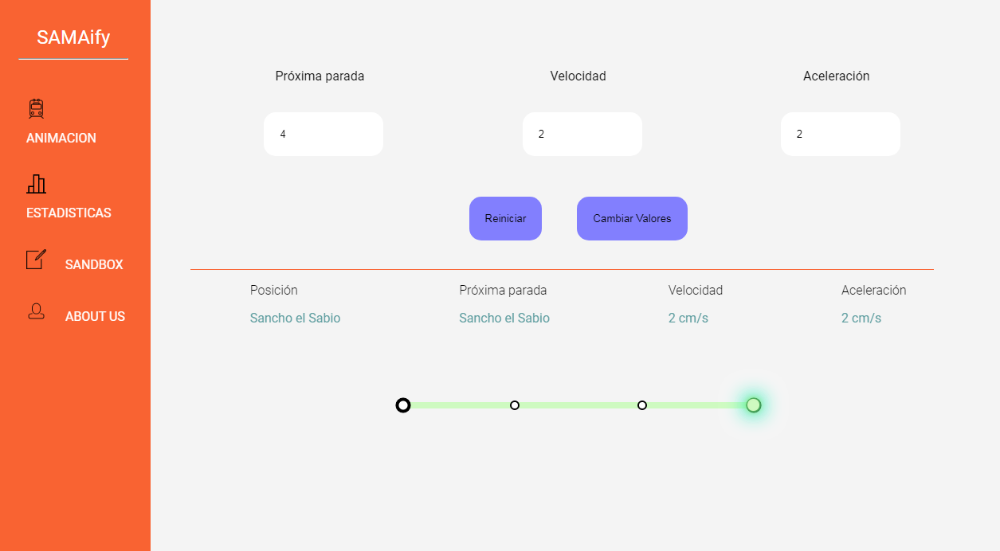 SAMAify
ANIMACION
ESTADISTICAS
SANDBOX
ABOUT US
Próxima parada
Velocidad
Aceleración
4
2
2
Reiniciar
Cambiar Valores
Posición
Próxima parada
Velocidad
Aceleración
Sancho el Sabio
Sancho el Sabio
2 cm/s
2 cm/s